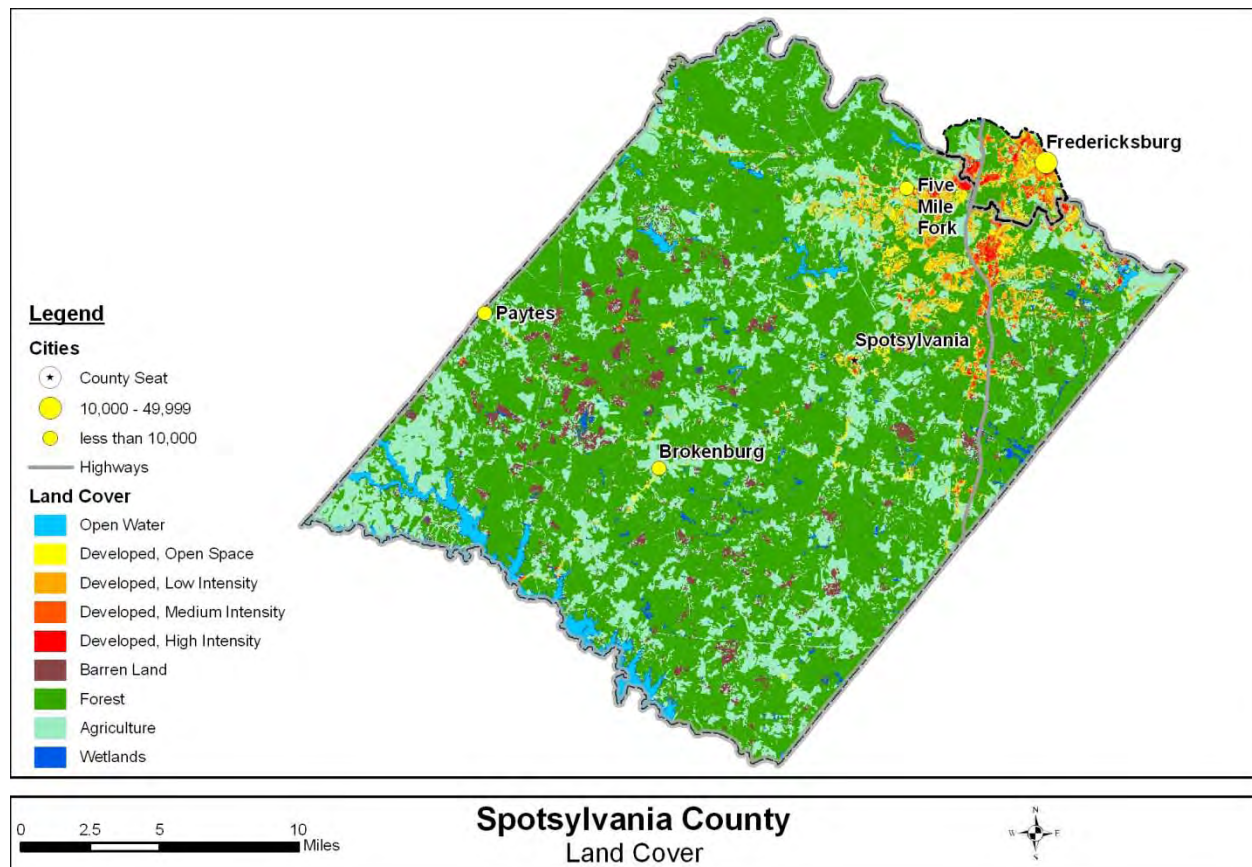 Fredericksburg
Five
Mile
Fork
Paytes
Spotsylvania
Brokenburg
Legend
Cities
County Seat
10,000 - 49,999
less than 10,000
Highways
Land Cover
Open Water
Developed, Open Space
Developed, Low Intensity
Developed, Medium Intensity
Developed, High Intensity
Barren Land
Forest
Agriculture
Wetlands
0 2.5 5 10
Miles
Spotsylvania County
Land Cover
N
W E
S